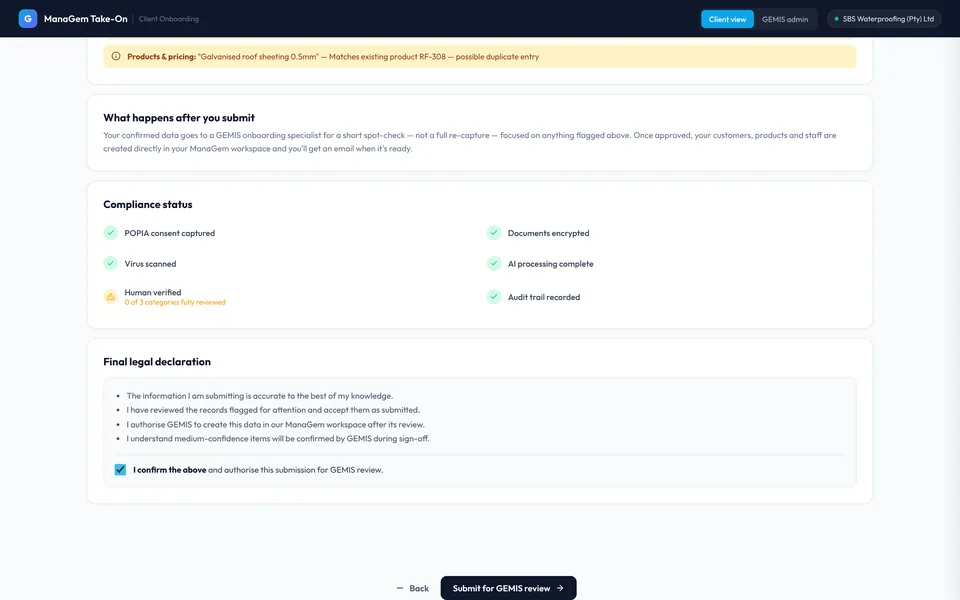 G ManaGem Take-On | Client Onboarding
Client view GEMIS admin SBS Waterproofing (Pty) Ltd
Products & pricing: "Galvanised roof sheeting 0.5mm" — Matches existing product RF-308 — possible duplicate entry
What happens after you submit
Your confirmed data goes to a GEMIS onboarding specialist for a short spot-check — not a full re-capture — focused on anything flagged above. Once approved, your customers, products and staff are
created directly in your ManaGem workspace and you'll get an email when it's ready.
Compliance status
POPIA consent captured
Documents encrypted
Virus scanned
AI processing complete
Human verified
0 of 3 categories fully reviewed
Audit trail recorded
Final legal declaration
• The information I am submitting is accurate to the best of my knowledge.
• I have reviewed the records flagged for attention and accept them as submitted.
• I authorise GEMIS to create this data in our ManaGem workspace after its review.
• I understand medium-confidence items will be confirmed by GEMIS during sign-off.
I confirm the above and authorise this submission for GEMIS review.
Back Submit for GEMIS review →